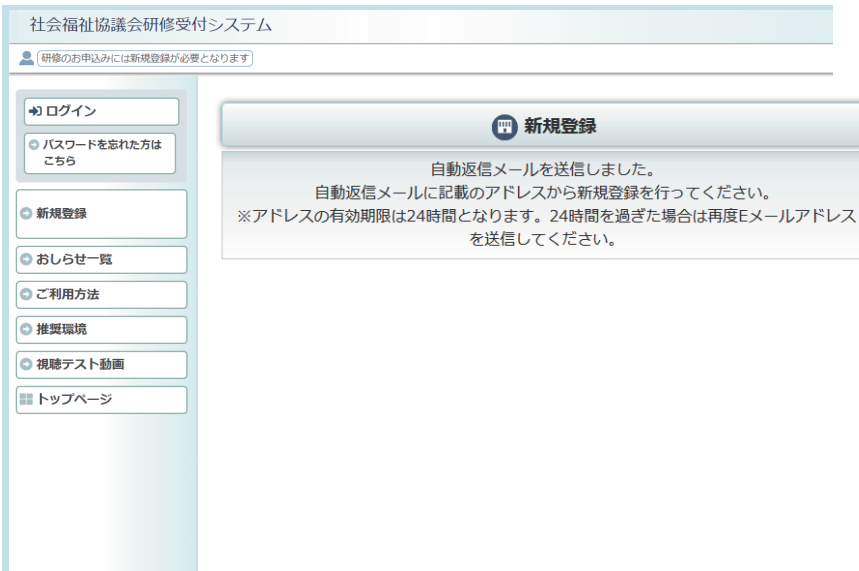 社会福祉協議会研修受付システム
研修のお申込みには新規登録が必要となります
ログイン
パスワードを忘れた方は
こちら
新規登録
おしらせ一覧
ご利用方法
推奨環境
視聴テスト動画
トップページ
新規登録
自動返信メールを送信しました。
自動返信メールに記載のアドレスから新規登録を行ってください。
※アドレスの有効期限は24時間となります。24時間を過ぎた場合は再度Eメールアドレス
を送信してください。